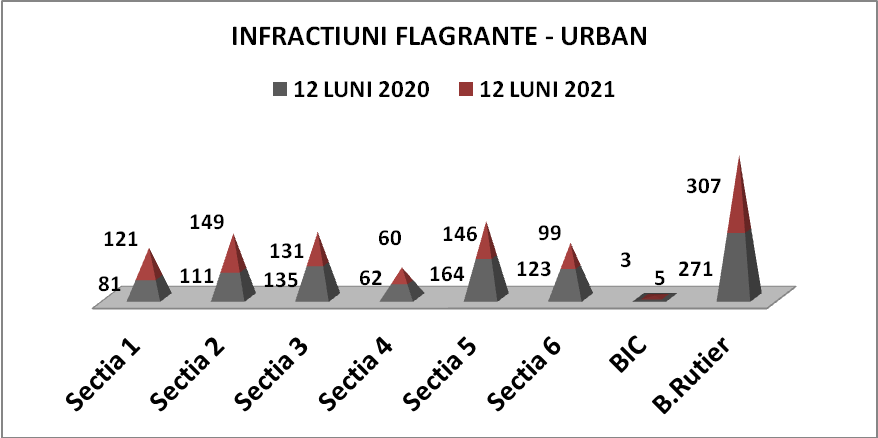 INFRACTIUNI FLAGRANTE - URBAN
12 LUNI 2020 12 LUNI 2021
121
81
149
111
131
135
60
62
146
164
99
123
3
5
307
271
Sectia 1
Sectia 2
Sectia 3
Sectia 4
Sectia 5
Sectia 6
BIC
B.Rutier